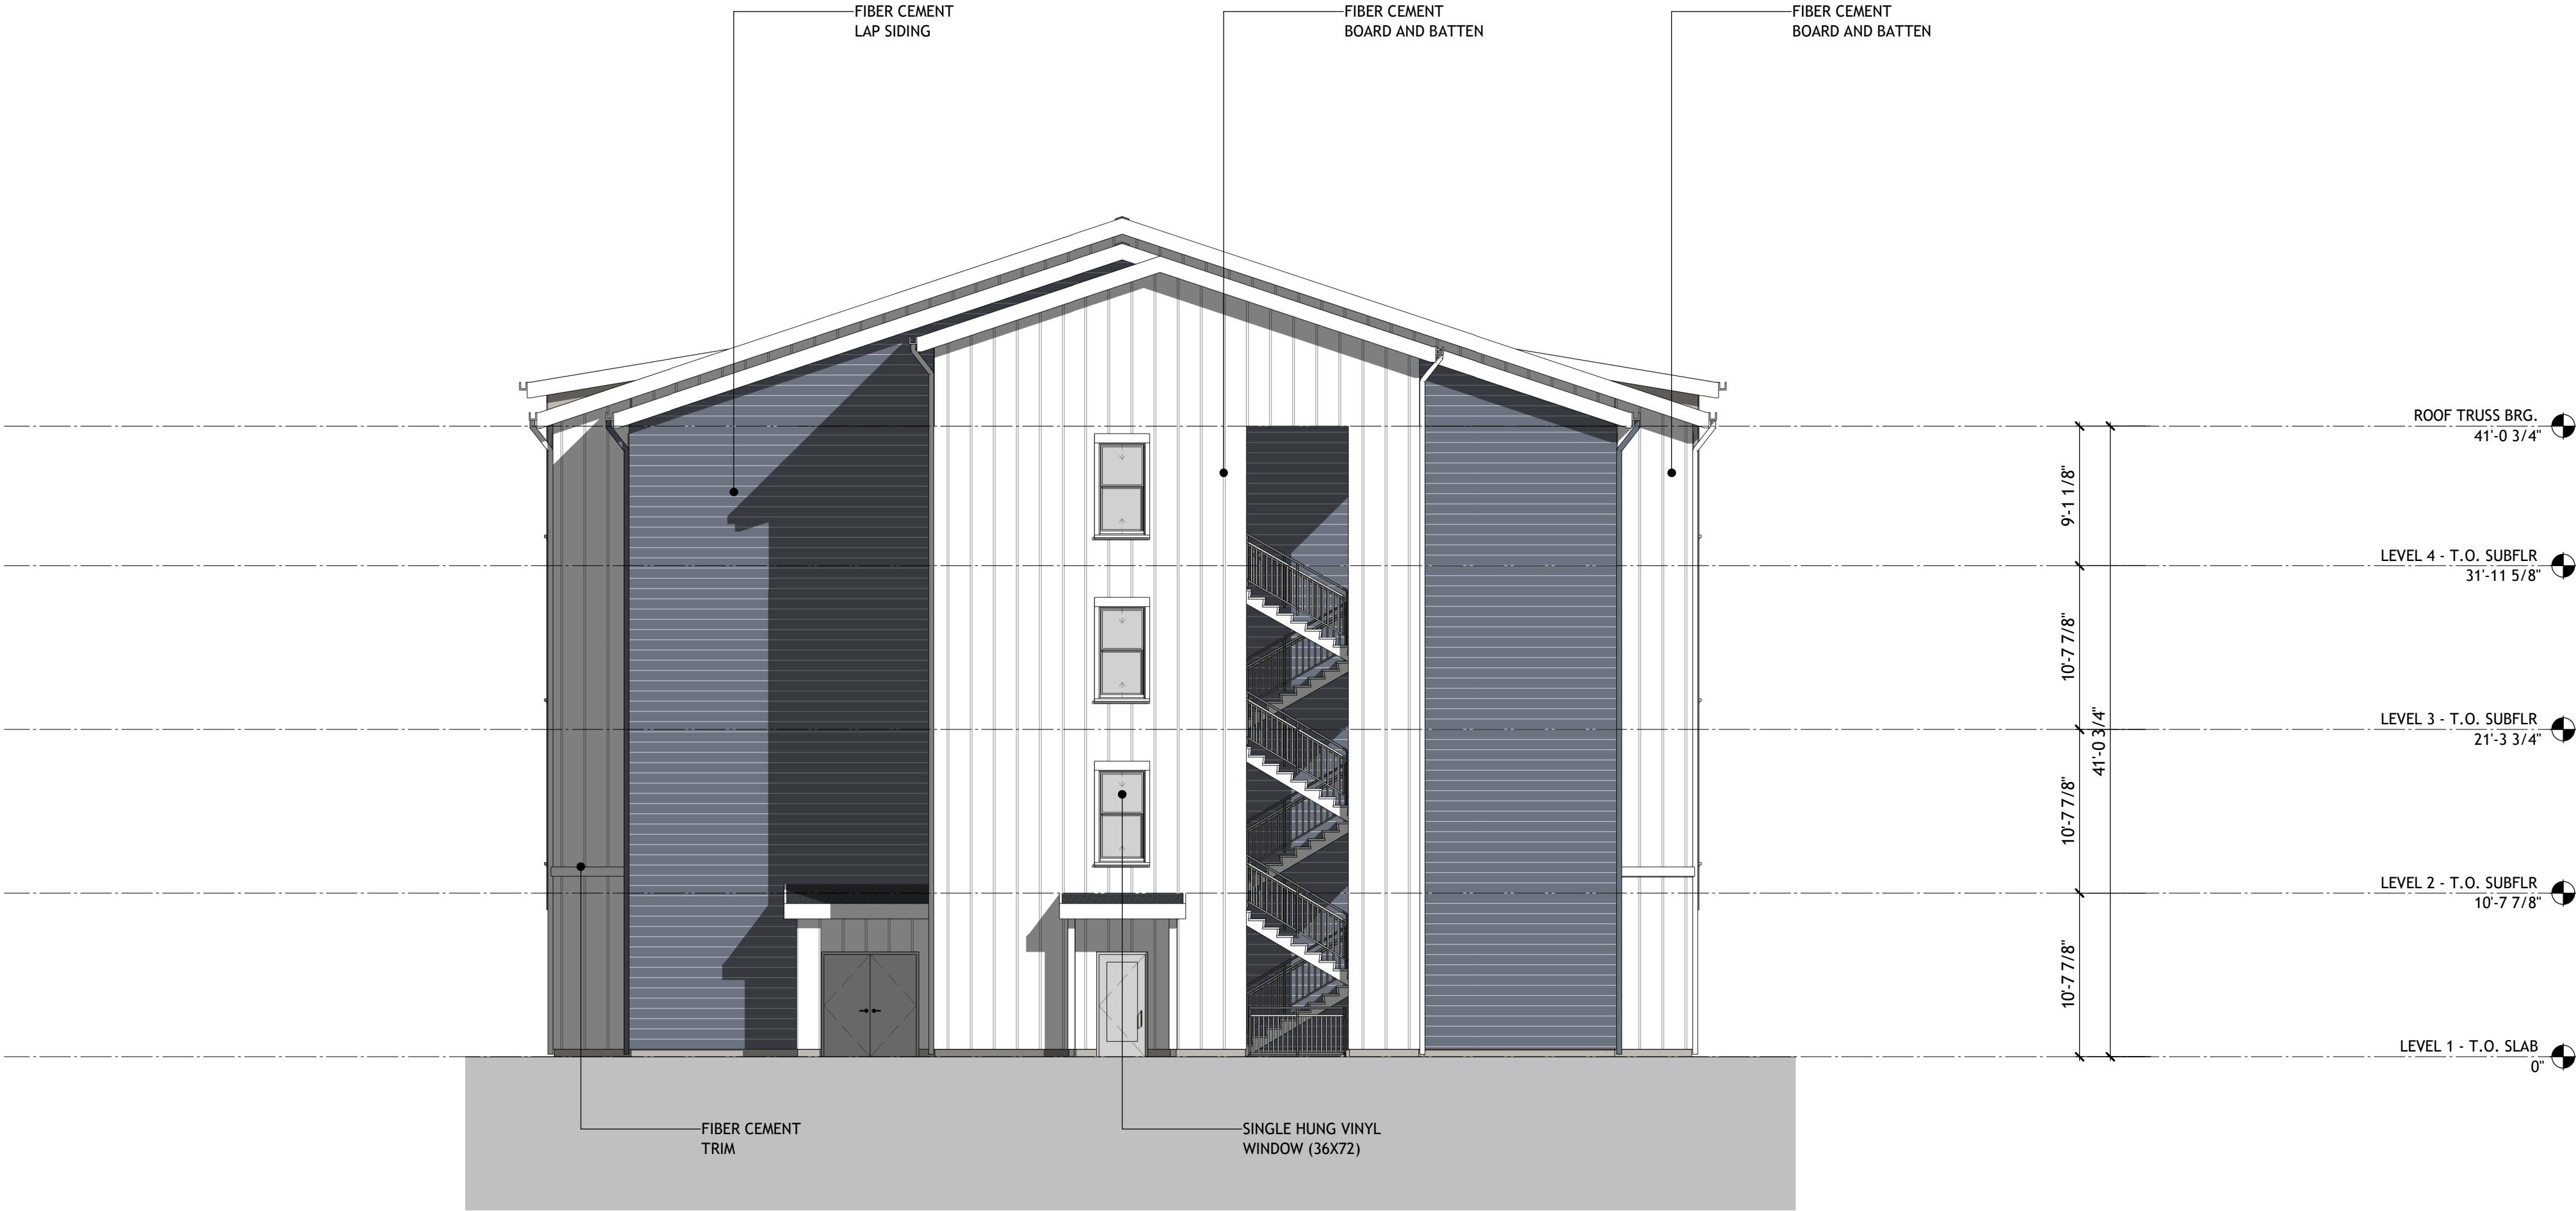 FIBER CEMENT
LAP SIDING
FIBER CEMENT
BOARD AND BATTEN
FIBER CEMENT
BOARD AND BATTEN
ROOF TRUSS BRG.
41'-0 3/4"
9'-1 1/8"
LEVEL 4 - T.O. SUBFLR
31'-11 5/8"
10'-7 7/8"
LEVEL 3 - T.O. SUBFLR
21'-3 3/4"
41'-0 3/4"
10'-7 7/8"
LEVEL 2 - T.O. SUBFLR
10'-7 7/8"
10'-7 7/8"
LEVEL 1 - T.O. SLAB
0"
FIBER CEMENT
TRIM
SINGLE HUNG VINYL
WINDOW (36X72)